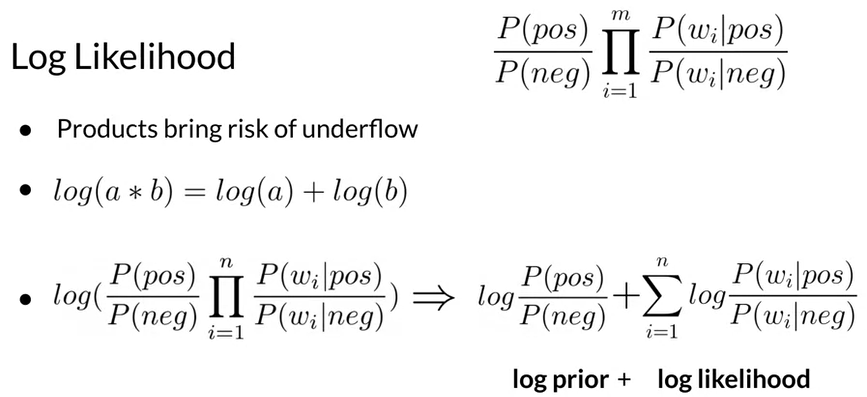 Log Likelihood
\frac{P(pos)}{P(neg)} \prod_{i=1}^{m} \frac{P(w_i|pos)}{P(w_i|neg)}
• Products bring risk of underflow
• log(a * b) = log(a) + log(b)
• log(\frac{P(pos)}{P(neg)} \prod_{i=1}^{n} \frac{P(w_i|pos)}{P(w_i|neg)}) ⇒ log\frac{P(pos)}{P(neg)} + \sum_{i=1}^{n} log\frac{P(w_i|pos)}{P(w_i|neg)}
log prior + log likelihood